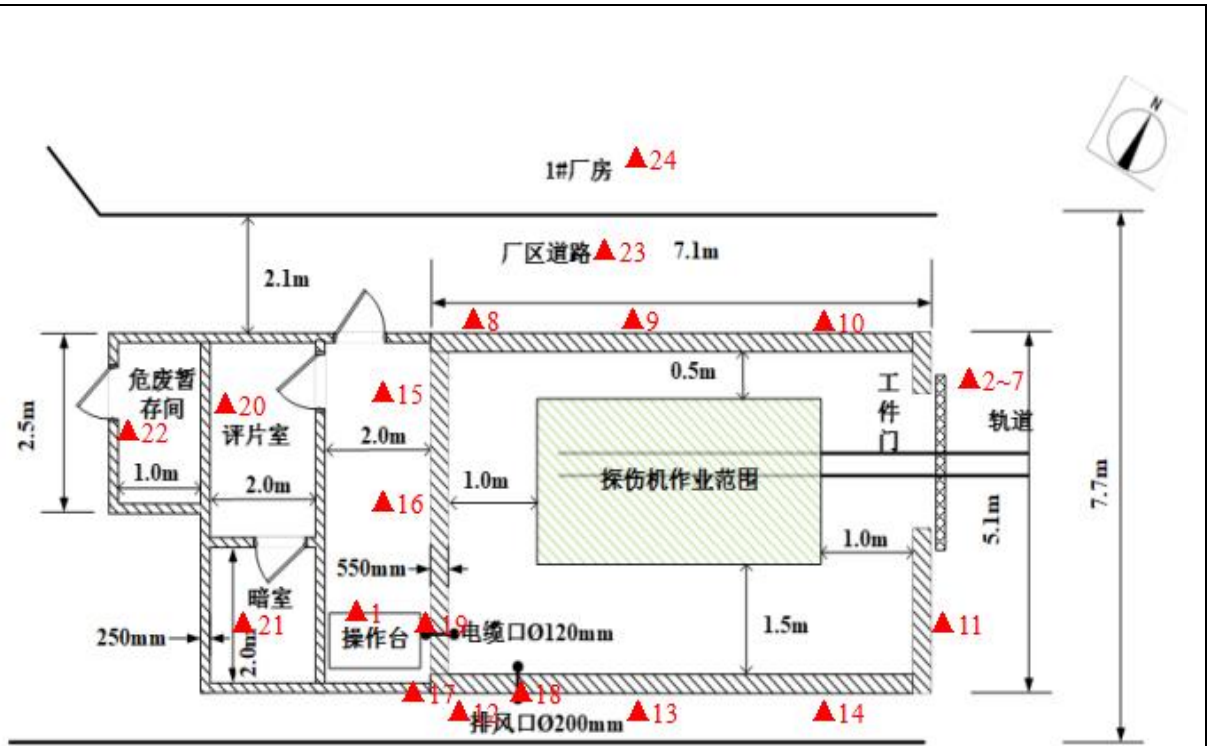 N
1#厂房 ▲24
厂区道路▲23 7.1m
2.1m
▲8 ▲9 ▲10
0.5m
工件门
▲2~7
轨道
危废暂存间
▲22
▲20
评片室
▲15
2.0m
2.5m
1.0m
2.0m
▲16
1.0m
探伤机作业范围
1.0m
5.1m
7.7m
550mm
暗室
250mm
▲21
2.0m
▲1
操作台
▲19
电缆口Ø120mm
1.5m
▲11
▲17 ▲18
▲12 ▲13 ▲14
排风口Ø200mm